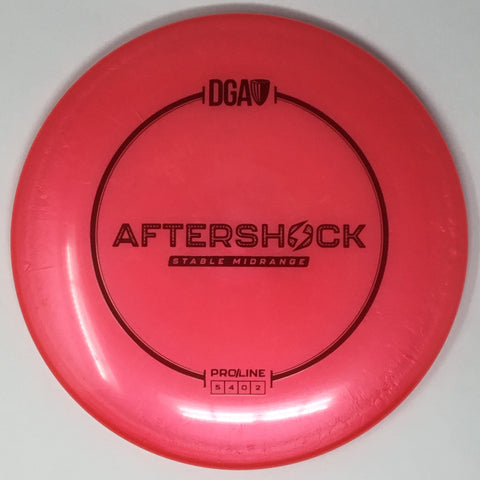 DGA
AFTERSHOCK
STABLE MIDRANGE
PRO/LINE
5 4 0 2